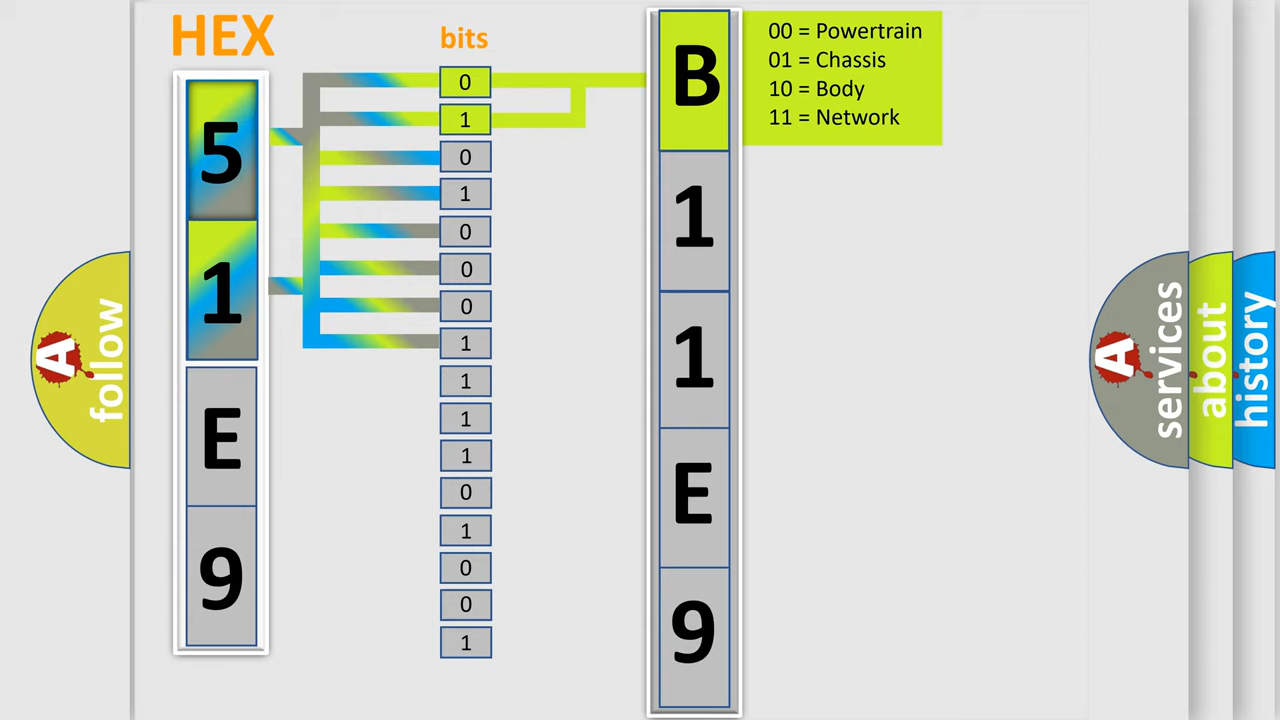 HEX
bits
5
1
E
9
0
1
0
1
0
0
0
1
1
1
1
0
1
0
0
1
B
1
1
E
9
00 = Powertrain
01 = Chassis
10 = Body
11 = Network
A
follow
A
services
about
history